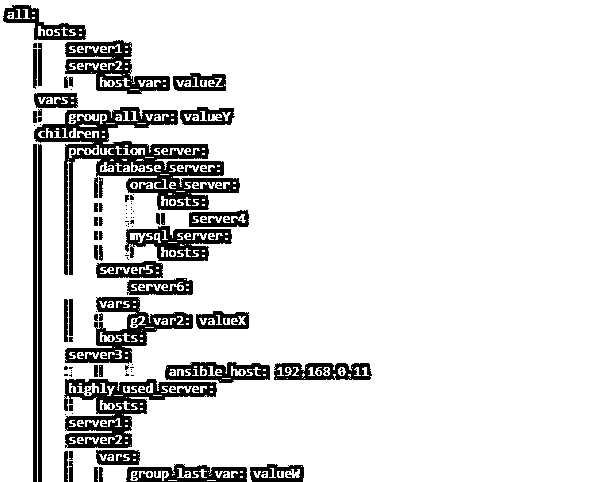 all:
    hosts:
        server1:
        server2:
            host_var: valueZ
    vars:
        group_all_var: valueY
    children:
        production_server:
            database_server:
                oracle_server:
                    hosts:
                        server4
                mysql_server:
                    hosts:
            server5:
                server6:
            vars:
                g2_var2: valueX
            hosts:
        server3:
                     ansible_host: 192.168.0.11
        highly_used_server:
            hosts:
        server1:
        server2:
            vars:
                group_last_var: valueW